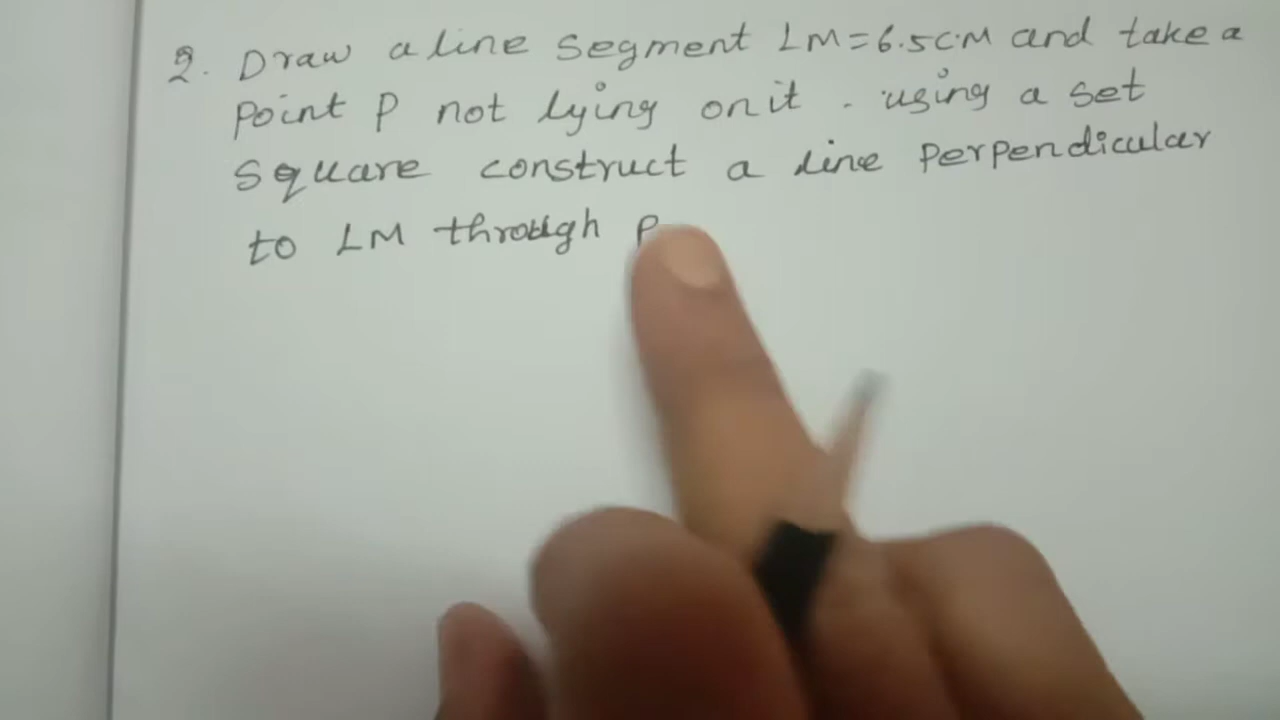 2. Draw a line segment LM=6.5cm and take a
point P not lying on it. using a set
square construct a line perpendicular
to LM through P